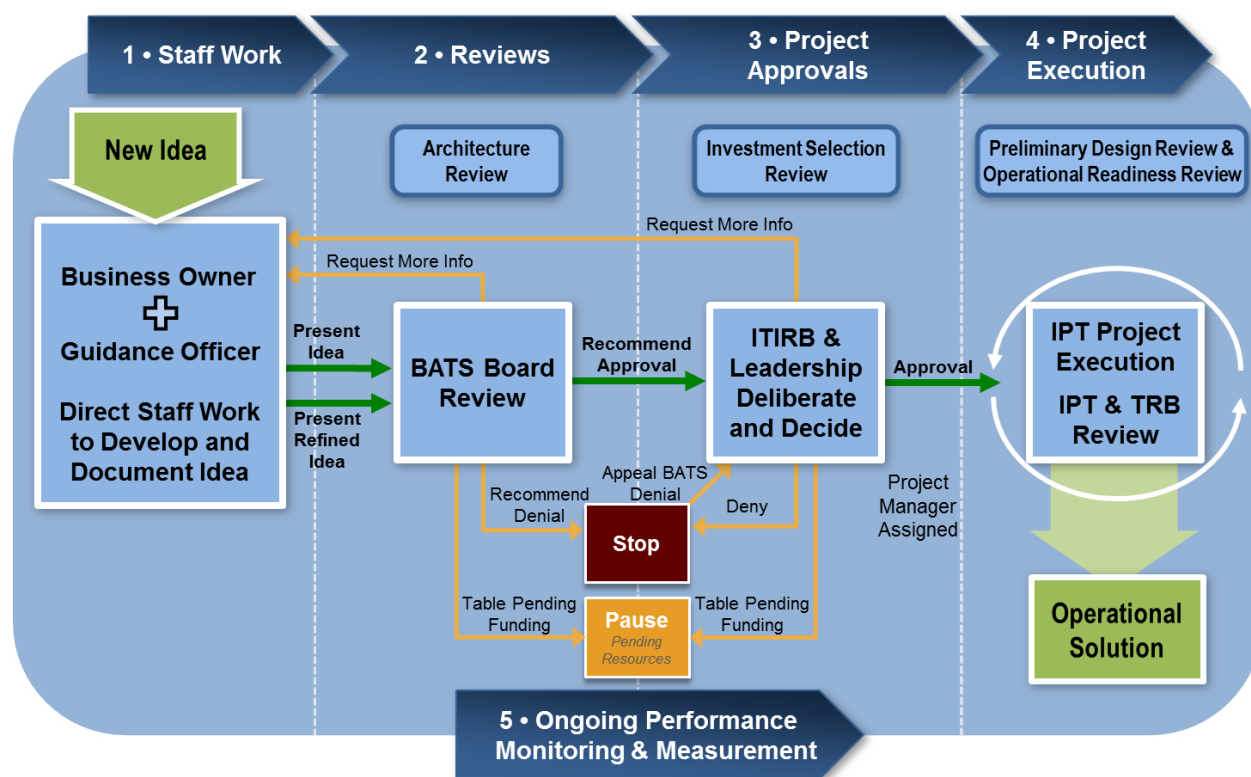 1 • Staff Work
2 • Reviews
3 • Project
Approvals
4 • Project
Execution
New Idea
Architecture
Review
Investment Selection
Review
Preliminary Design Review &
Operational Readiness Review
Request More Info
Request More Info
Business Owner
Guidance Officer
Direct Staff Work
to Develop and
Document Idea
Present
Idea
Present
Refined
Idea
BATS Board
Review
Recommend
Approval
ITIRB &
Leadership
Deliberate
and Decide
Approval
IPT Project
Execution
IPT & TRB
Review
Recommend
Denial
Appeal BATS
Denial
Deny
Stop
Project
Manager
Assigned
Table Pending
Funding
Pause
Pending
Resources
Table Pending
Funding
Operational
Solution
5 • Ongoing Performance
Monitoring & Measurement